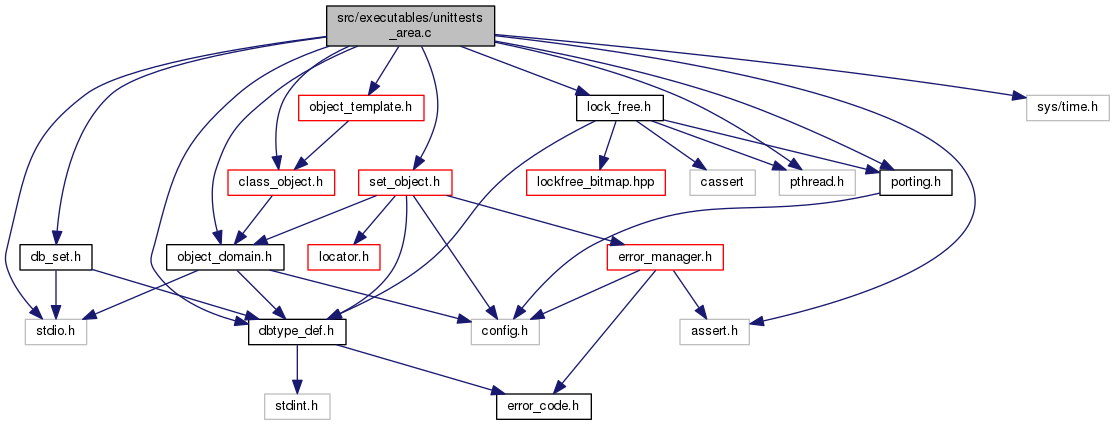 src/executables/unittests
_area.c
object_template.h
lock_free.h
sys/time.h
class_object.h
set_object.h
lockfree_bitmap.hpp
cassert
pthread.h
porting.h
db_set.h
object_domain.h
locator.h
error_manager.h
stdio.h
dbtype_def.h
config.h
assert.h
stdint.h
error_code.h